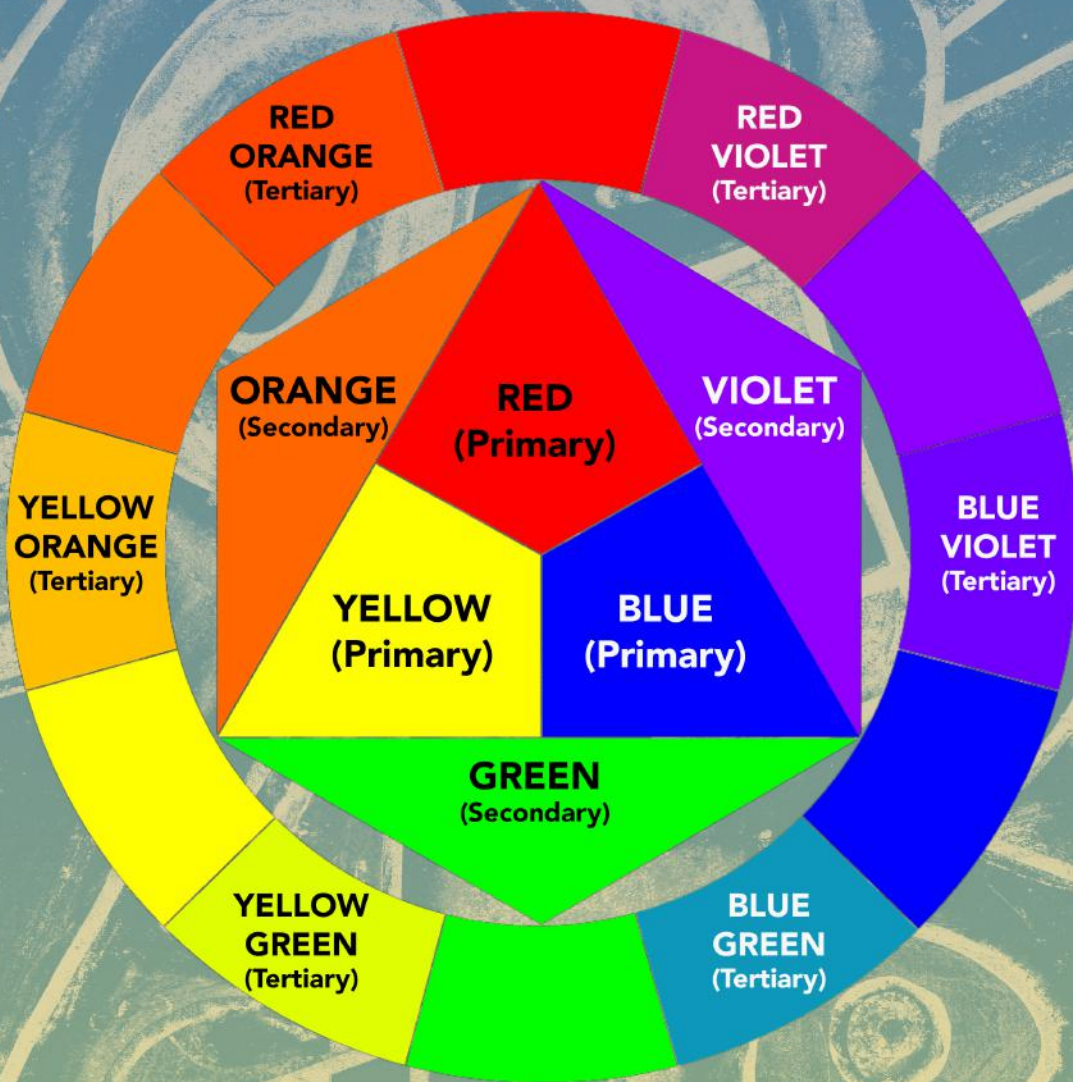 RED
ORANGE
(Tertiary)
RED
VIOLET
(Tertiary)
ORANGE
(Secondary)
RED
(Primary)
VIOLET
(Secondary)
YELLOW
ORANGE
(Tertiary)
BLUE
VIOLET
(Tertiary)
YELLOW
(Primary)
BLUE
(Primary)
GREEN
(Secondary)
YELLOW
GREEN
(Tertiary)
BLUE
GREEN
(Tertiary)